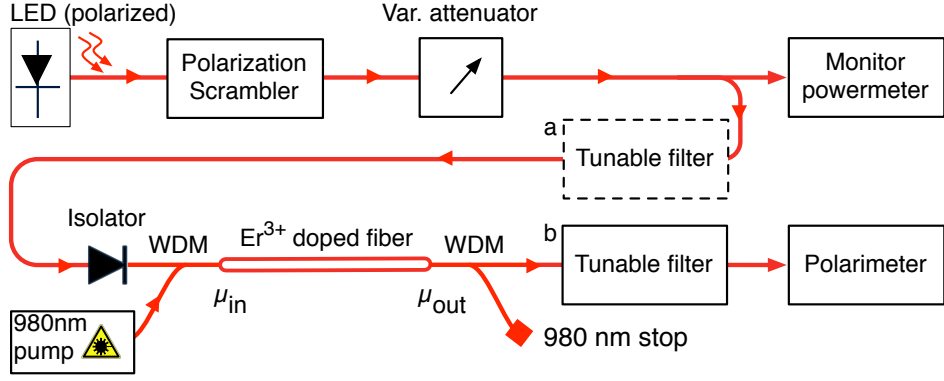 LED (polarized)
Var. attenuator
Polarization
Scrambler
Monitor
powermeter
a
Tunable filter
Isolator
WDM
Er³⁺ doped fiber
WDM
b
Tunable filter
Polarimeter
μin
μout
980nm
pump
980 nm stop